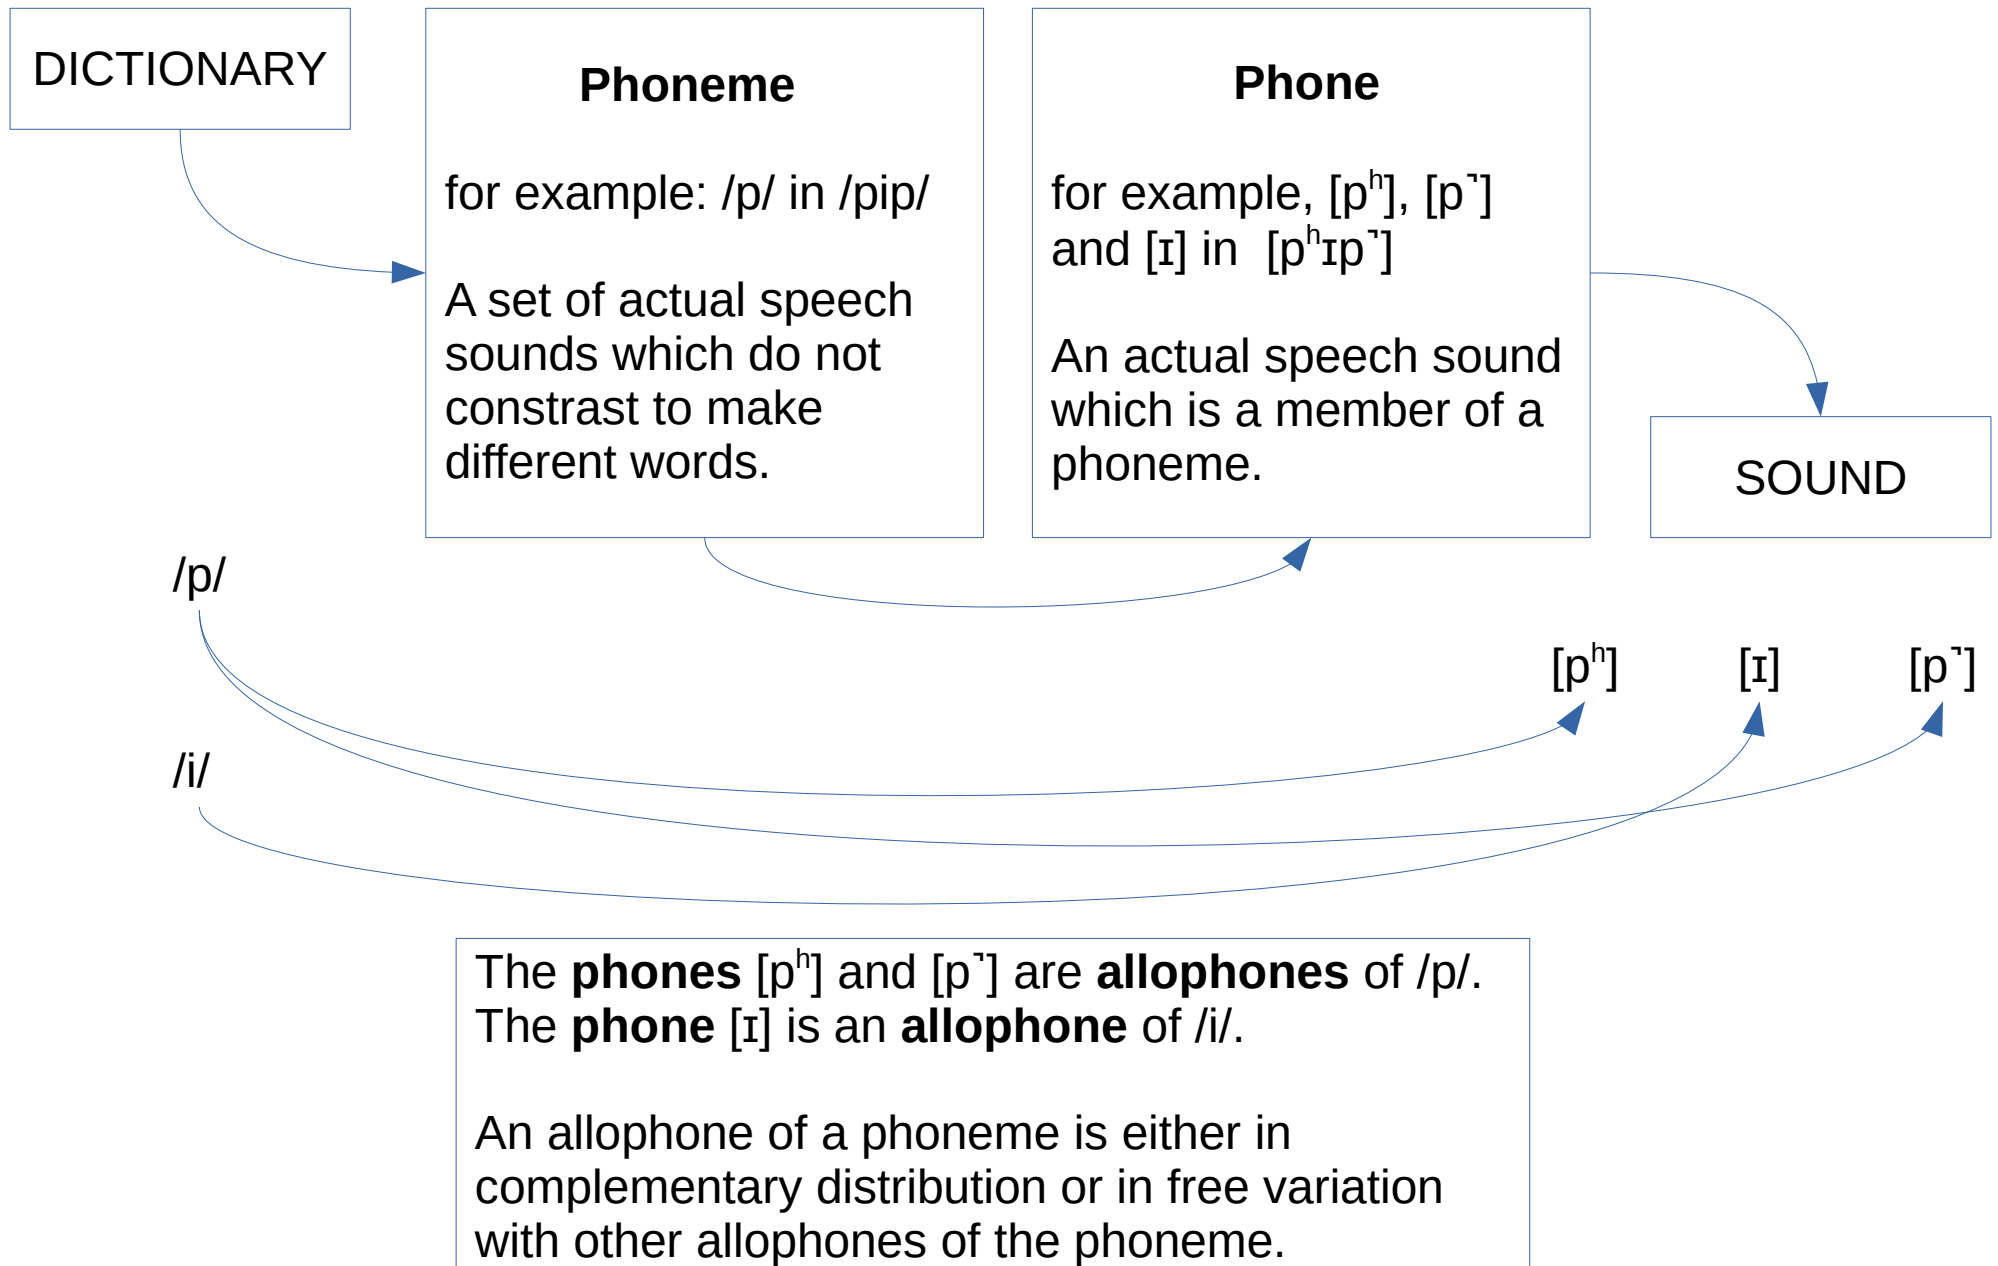 DICTIONARY
Phoneme
for example: /p/ in /pip/
A set of actual speech
sounds which do not
constrast to make
different words.
Phone
for example, [pʰ], [p˺]
and [ɪ] in  [pʰɪp˺]
An actual speech sound
which is a member of a
phoneme.
SOUND
/p/
[pʰ] [ɪ] [p˺]
/i/
The phones [pʰ] and [p˺] are allophones of /p/.
The phone [ɪ] is an allophone of /i/.
An allophone of a phoneme is either in
complementary distribution or in free variation
with other allophones of the phoneme.